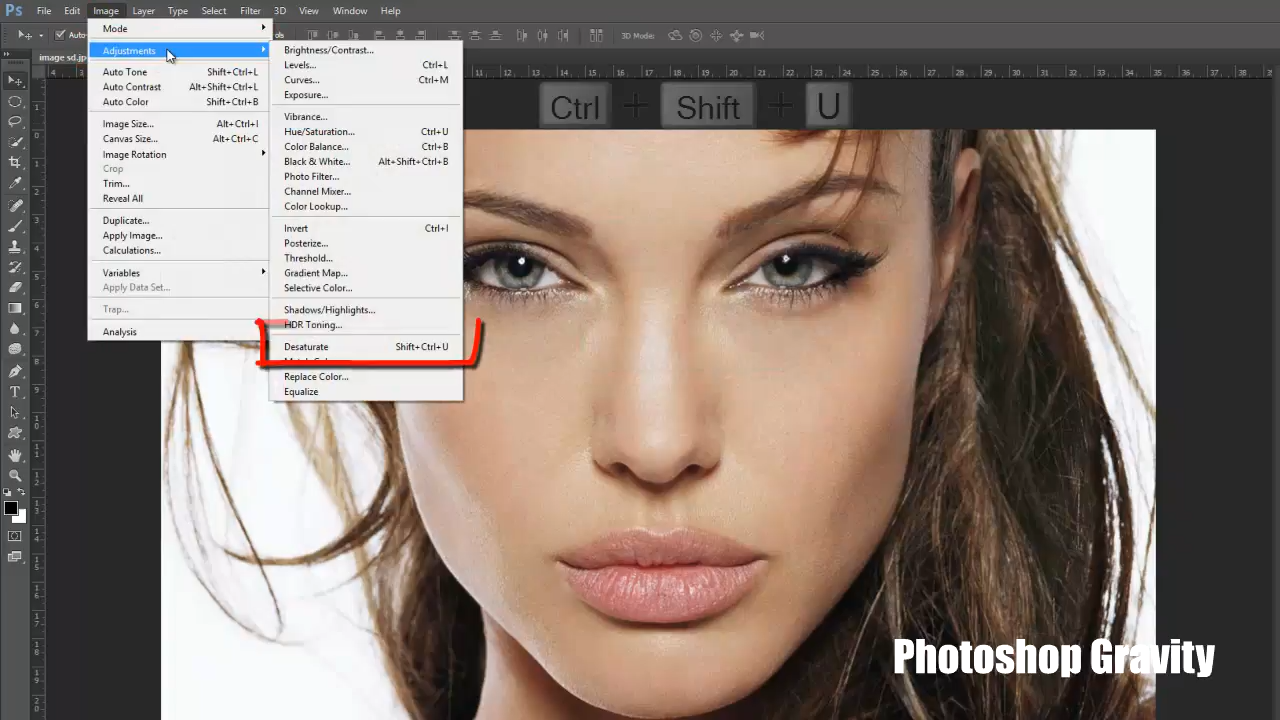 Ps File Edit Image Layer Type Select Filter 3D View Window Help
Auto
3D Mode:
image sd.jp
Mode
Adjustments
Auto Tone Shift+Ctrl+L
Auto Contrast Alt+Shift+Ctrl+L
Auto Color Shift+Ctrl+B
Image Size... Alt+Ctrl+I
Canvas Size... Alt+Ctrl+C
Image Rotation
Crop
Trim...
Reveal All
Duplicate...
Apply Image...
Calculations...
Variables
Apply Data Set...
Trap...
Analysis
Brightness/Contrast...
Levels... Ctrl+L
Curves... Ctrl+M
Exposure...
Vibrance...
Hue/Saturation... Ctrl+U
Color Balance... Ctrl+B
Black & White... Alt+Shift+Ctrl+B
Photo Filter...
Channel Mixer...
Color Lookup...
Invert Ctrl+I
Posterize...
Threshold...
Gradient Map...
Selective Color...
Shadows/Highlights...
HDR Toning...
Desaturate Shift+Ctrl+U
Replace Color...
Equalize
Ctrl + Shift + U
Photoshop Gravity